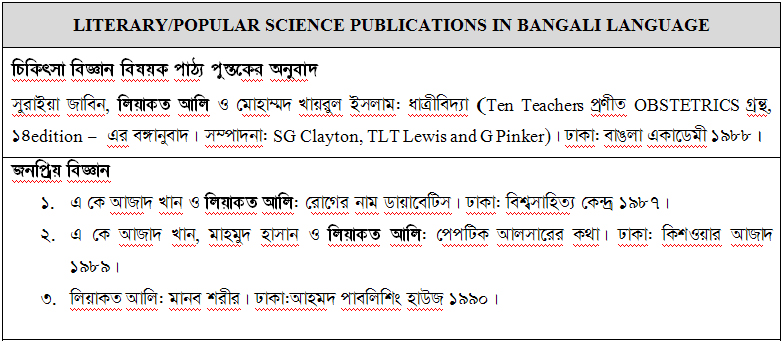 LITERARY/POPULAR SCIENCE PUBLICATIONS IN BANGALI LANGUAGE
চিকিৎসা বিজ্ঞান বিষয়ক পাঠ্য পুস্তকের অনুবাদ
সুরাইয়া জাবিন, লিয়াকত আলি ও মোহাম্মদ খায়রুল ইসলাম: ধাত্রীবিদ্যা (Ten Teachers প্রণীত OBSTETRICS গ্রন্থ,
১৪edition – এর বঙ্গানুবাদ। সম্পাদনা: SG Clayton, TLT Lewis and G Pinker)। ঢাকা: বাঙলা একাডেমী ১৯৮৮।
জনপ্রিয় বিজ্ঞান
১. এ কে আজাদ খান ও লিয়াকত আলি: রোগের নাম ডায়াবেটিস। ঢাকা: বিশ্বসাহিত্য কেন্দ্র ১৯৮৭।
২. এ কে আজাদ খান, মাহমুদ হাসান ও লিয়াকত আলি: পেপটিক আলসারের কথা। ঢাকা: কিশওয়ার আজাদ
১৯৮৯।
৩. লিয়াকত আলি: মানব শরীর। ঢাকা:আহমদ পাবলিশিং হাউজ ১৯৯০।